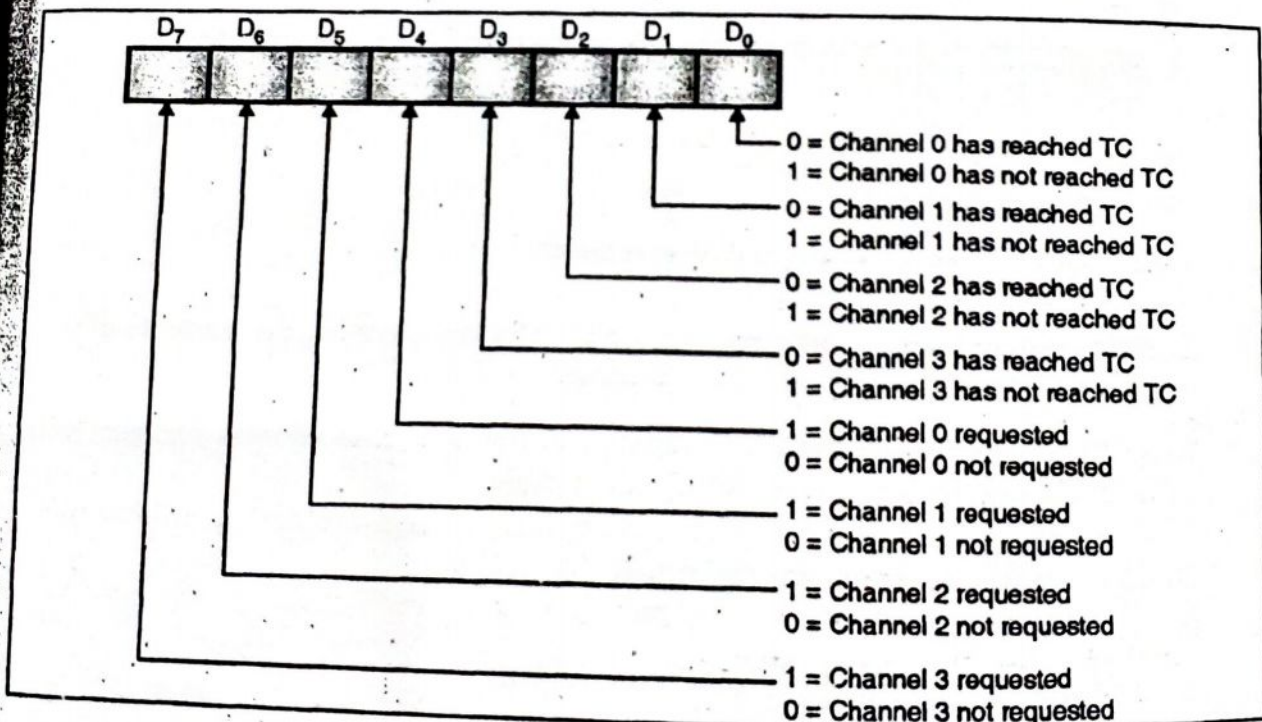 D₇ D₆ D₅ D₄ D₃ D₂ D₁ D₀
0 = Channel 0 has reached TC
1 = Channel 0 has not reached TC
0 = Channel 1 has reached TC
1 = Channel 1 has not reached TC
0 = Channel 2 has reached TC
1 = Channel 2 has not reached TC
0 = Channel 3 has reached TC
1 = Channel 3 has not reached TC
1 = Channel 0 requested
0 = Channel 0 not requested
1 = Channel 1 requested
0 = Channel 1 not requested
1 = Channel 2 requested
0 = Channel 2 not requested
1 = Channel 3 requested
0 = Channel 3 not requested